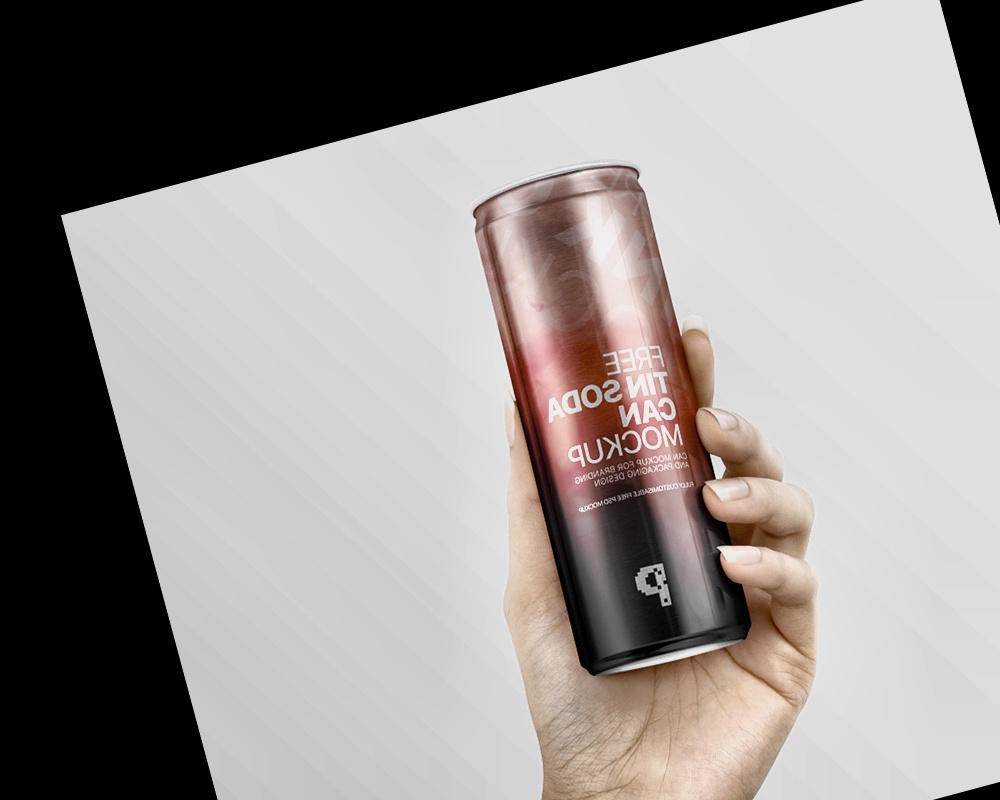 FREE
TIN SODA
CAN
MOCKUP
CAN MOCKUP FOR BRANDING
AND PACKAGING DESIGN
FULLY CUSTOMISABLE FREE PSD MOCKUP